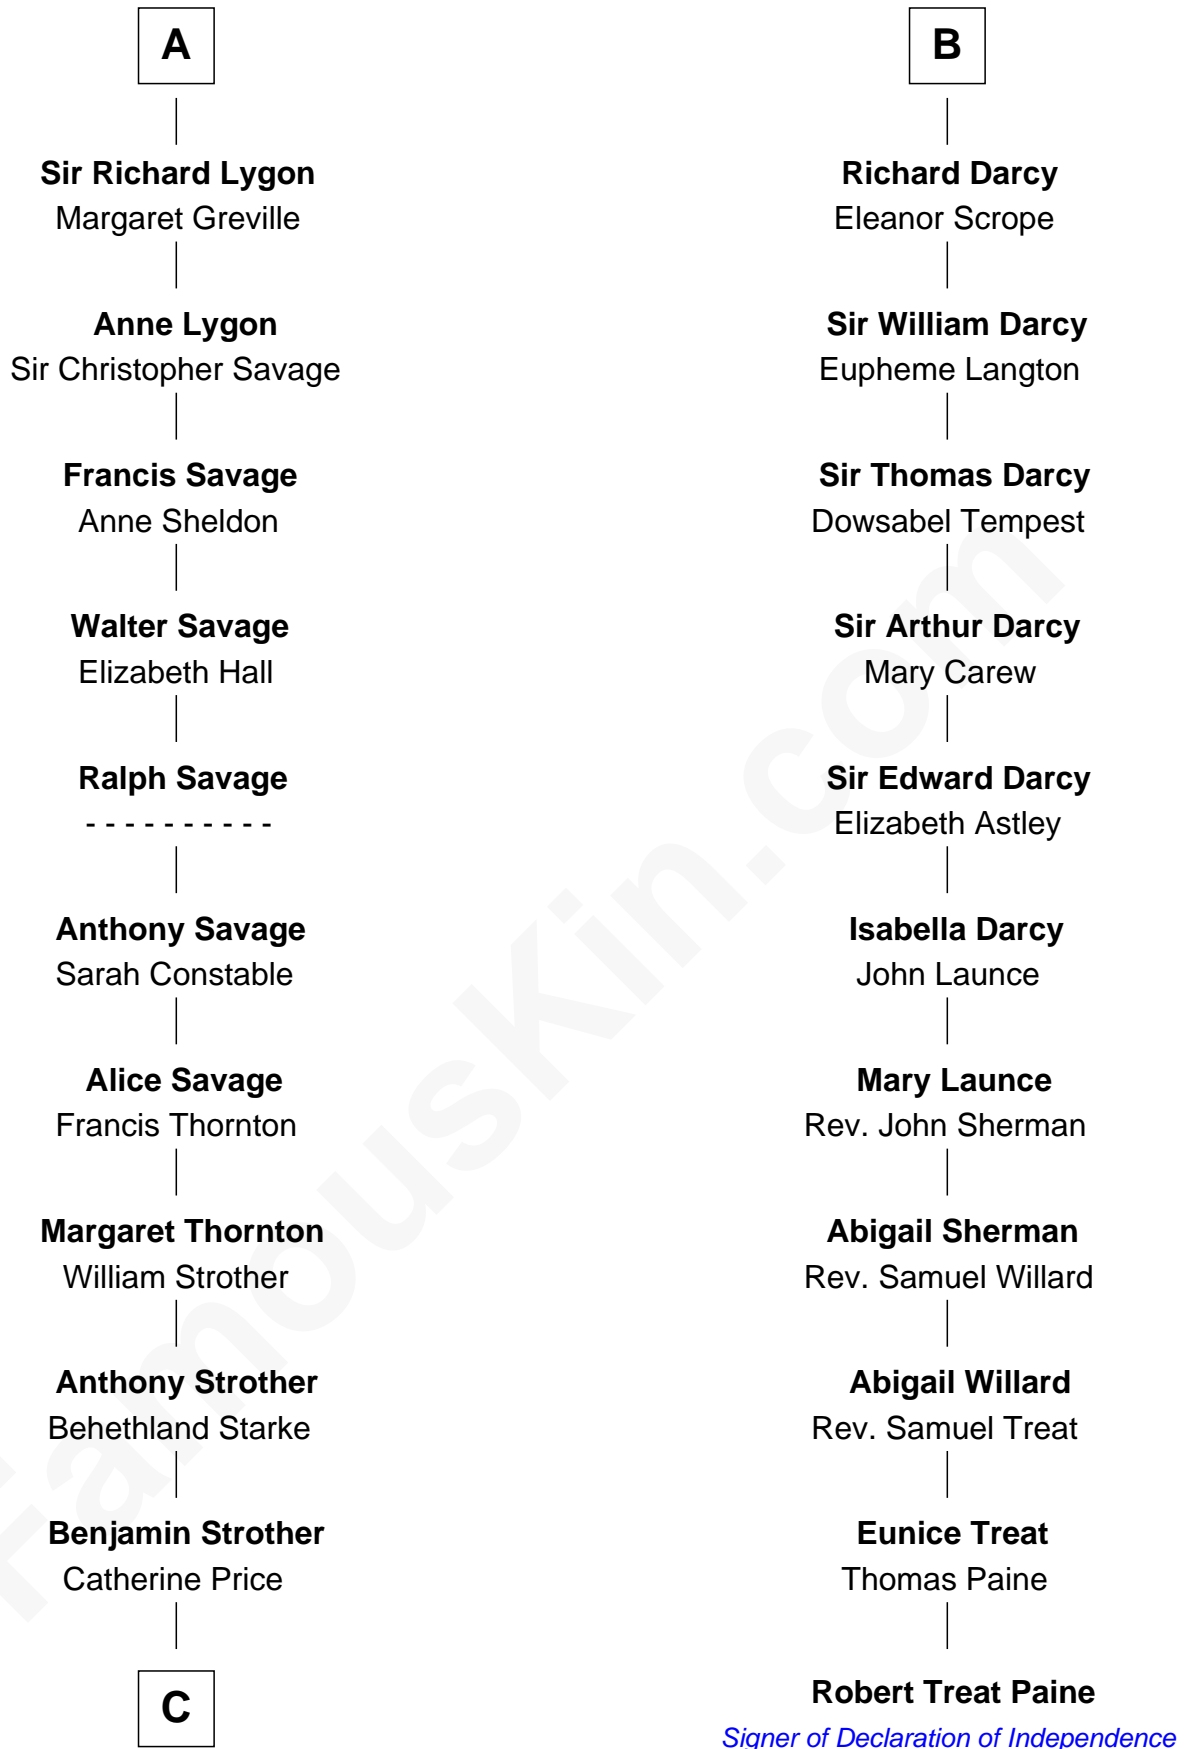 A
Sir Richard Lygon
Margaret Greville
Anne Lygon
Sir Christopher Savage
Francis Savage
Anne Sheldon
Walter Savage
Elizabeth Hall
Ralph Savage
- - - - - - - - - -
Anthony Savage
Sarah Constable
Alice Savage
Francis Thornton
Margaret Thornton
William Strother
Anthony Strother
Behethland Starke
Benjamin Strother
Catherine Price
C
B
Richard Darcy
Eleanor Scrope
Sir William Darcy
Eupheme Langton
Sir Thomas Darcy
Dowsabel Tempest
Sir Arthur Darcy
Mary Carew
Sir Edward Darcy
Elizabeth Astley
Isabella Darcy
John Launce
Mary Launce
Rev. John Sherman
Abigail Sherman
Rev. Samuel Willard
Abigail Willard
Rev. Samuel Treat
Eunice Treat
Thomas Paine
Robert Treat Paine
Signer of Declaration of Independence
FamousKin.com